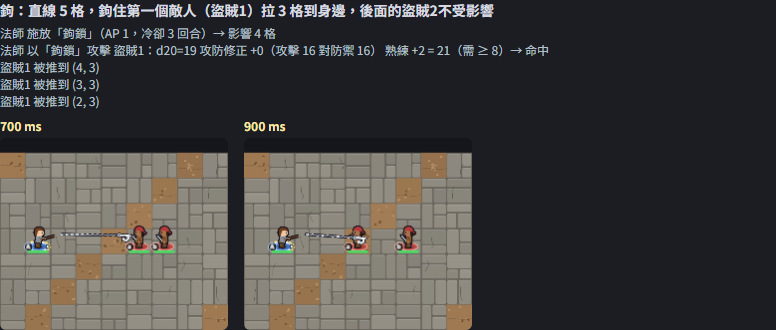 鉤：直線 5 格，鉤住第一個敵人（盜賊1）拉 3 格到身邊，後面的盜賊2不受影響
法師 施放「鉤鎖」（AP 1，冷卻 3 回合）→ 影響 4 格
法師 以「鉤鎖」攻擊 盜賊1：d20=19 攻防修正 +0（攻擊 16 對防禦 16） 熟練 +2 = 21（需 ≥ 8）→ 命中
盜賊1 被推到 (4, 3)
盜賊1 被推到 (3, 3)
盜賊1 被推到 (2, 3)
700 ms 900 ms